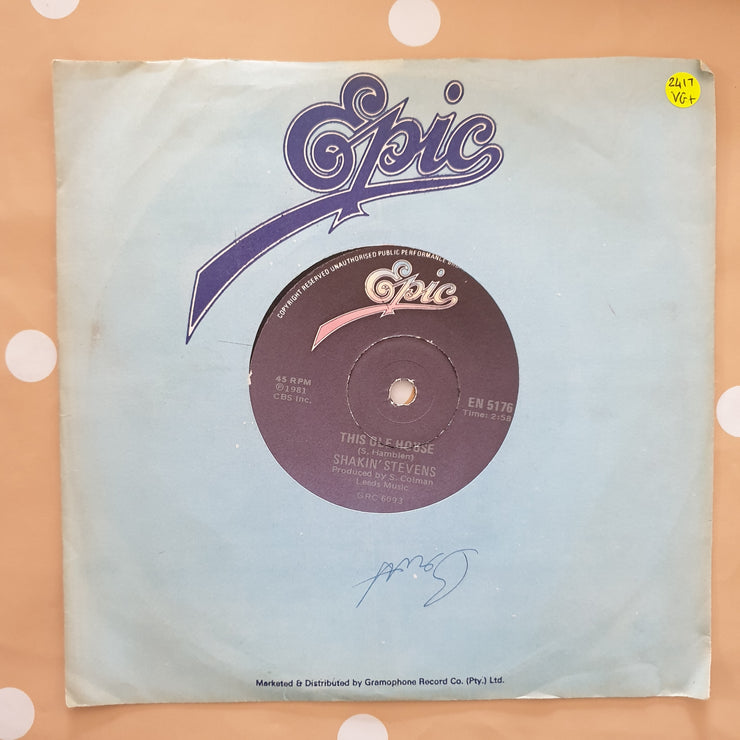 Epic
2417
VG+
COPYRIGHT RESERVED UNAUTHORISED PUBLIC PERFORMANCE
Epic
45 RPM
℗1981
CBS Inc.
EN 5176
Time: 2:58
THIS OLE HOUSE
(S. Hamblen)
SHAKIN' STEVENS
Produced by S. Colman
Leeds Music
GRC 6093
Marketed & Distributed by Gramophone Record Co. (Pty.) Ltd.